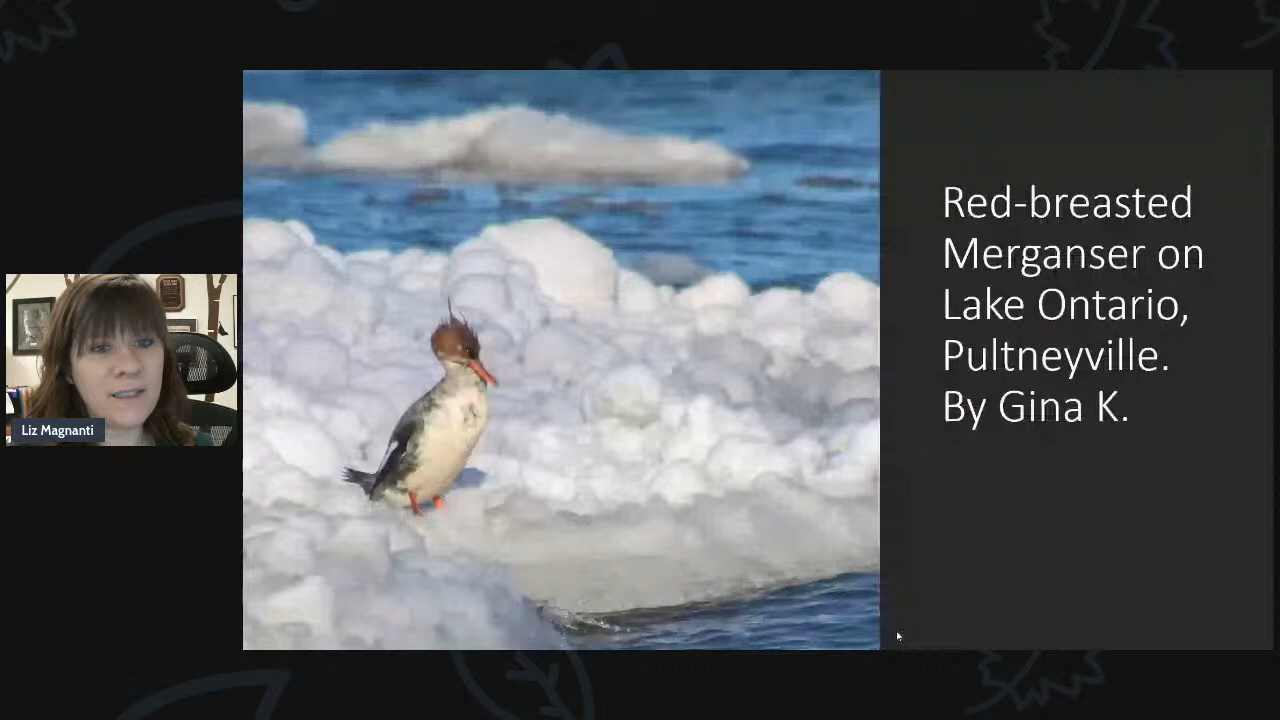 Red-breasted
Merganser on
Lake Ontario,
Pultneyville.
By Gina K.
Liz Magnanti